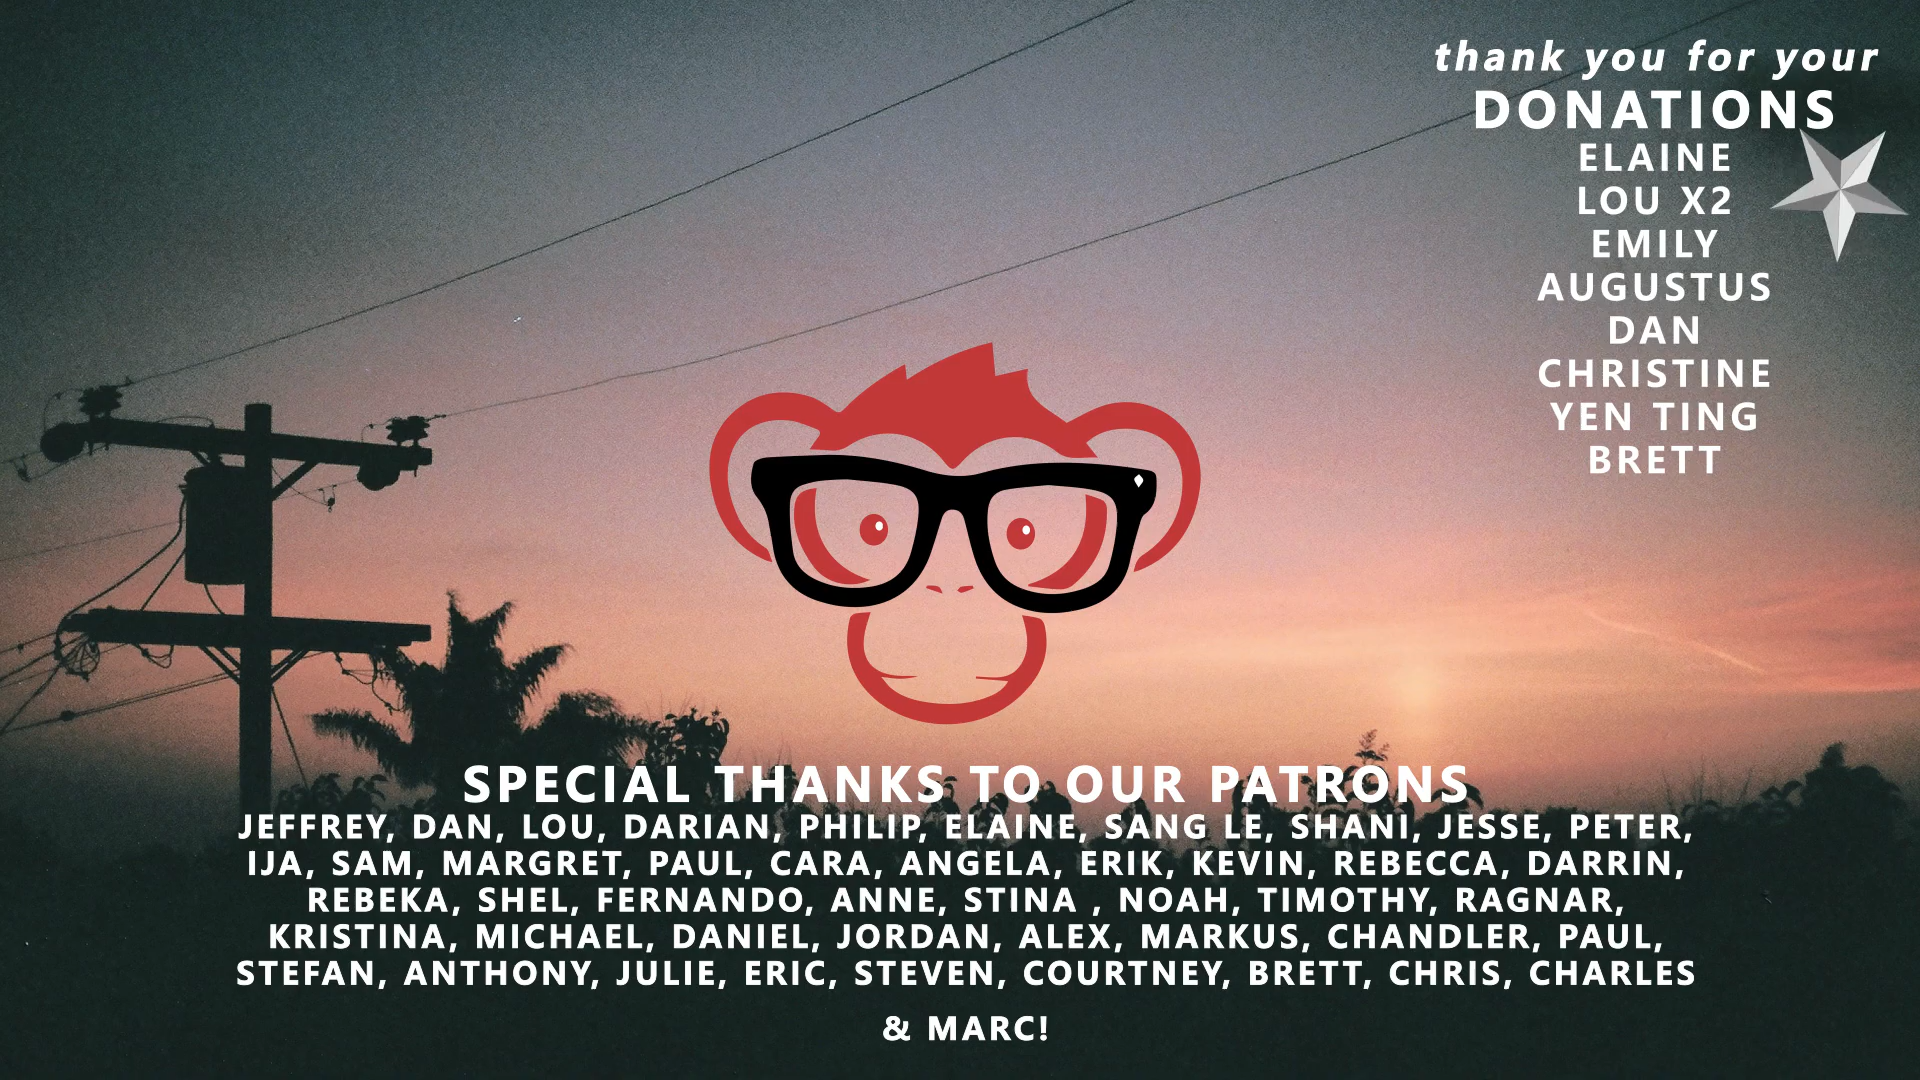 thank you for your
DONATIONS
ELAINE
LOU X2
EMILY
AUGUSTUS
DAN
CHRISTINE
YEN TING
BRETT
SPECIAL THANKS TO OUR PATRONS
JEFFREY, DAN, LOU, DARIAN, PHILIP, ELAINE, SANG LE, SHANI, JESSE, PETER,
IJA, SAM, MARGRET, PAUL, CARA, ANGELA, ERIK, KEVIN, REBECCA, DARRIN,
REBEKA, SHEL, FERNANDO, ANNE, STINA , NOAH, TIMOTHY, RAGNAR,
KRISTINA, MICHAEL, DANIEL, JORDAN, ALEX, MARKUS, CHANDLER, PAUL,
STEFAN, ANTHONY, JULIE, ERIC, STEVEN, COURTNEY, BRETT, CHRIS, CHARLES
& MARC!